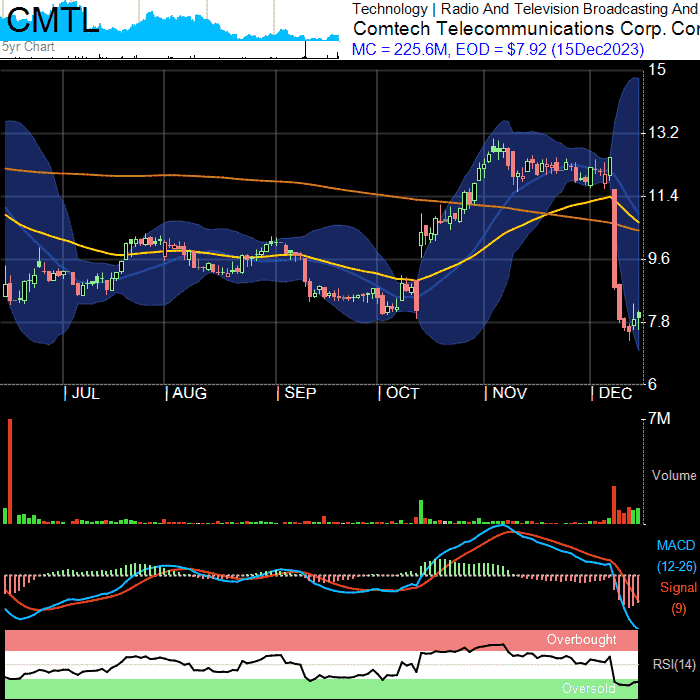 CMTL
5yr Chart
Technology | Radio And Television Broadcasting And
Comtech Telecommunications Corp. Cor
MC = 225.6M, EOD = $7.92 (15Dec2023)
15
13.2
11.4
9.6
7.8
6
| JUL | AUG | SEP | OCT | NOV | DEC
7M
Volume
MACD
(12-26)
Signal
(9)
Overbought
RSI(14)
Oversold